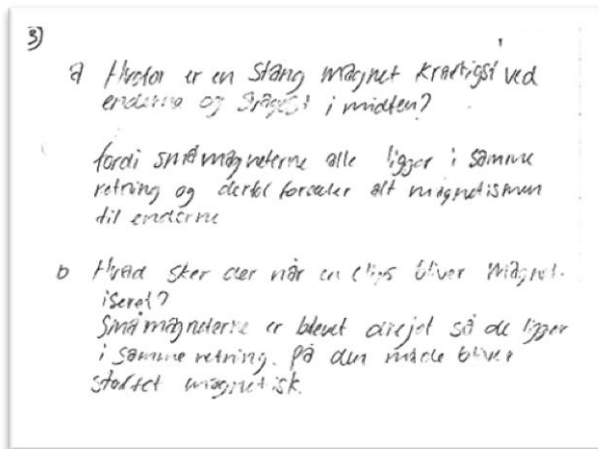 3)
a Hvorfor er en stang magnet kraftigst ved
enderne og svagest i midten?
fordi småmagneterne alle ligger i samme
retning og derfor alt magnetismen
til enderne
b Hvad sker der når en clips bliver magnet-
iseret?
Småmagneterne er blevet drejet så de ligger
i samme retning. På den måde bliver
stoffet magnetisk.